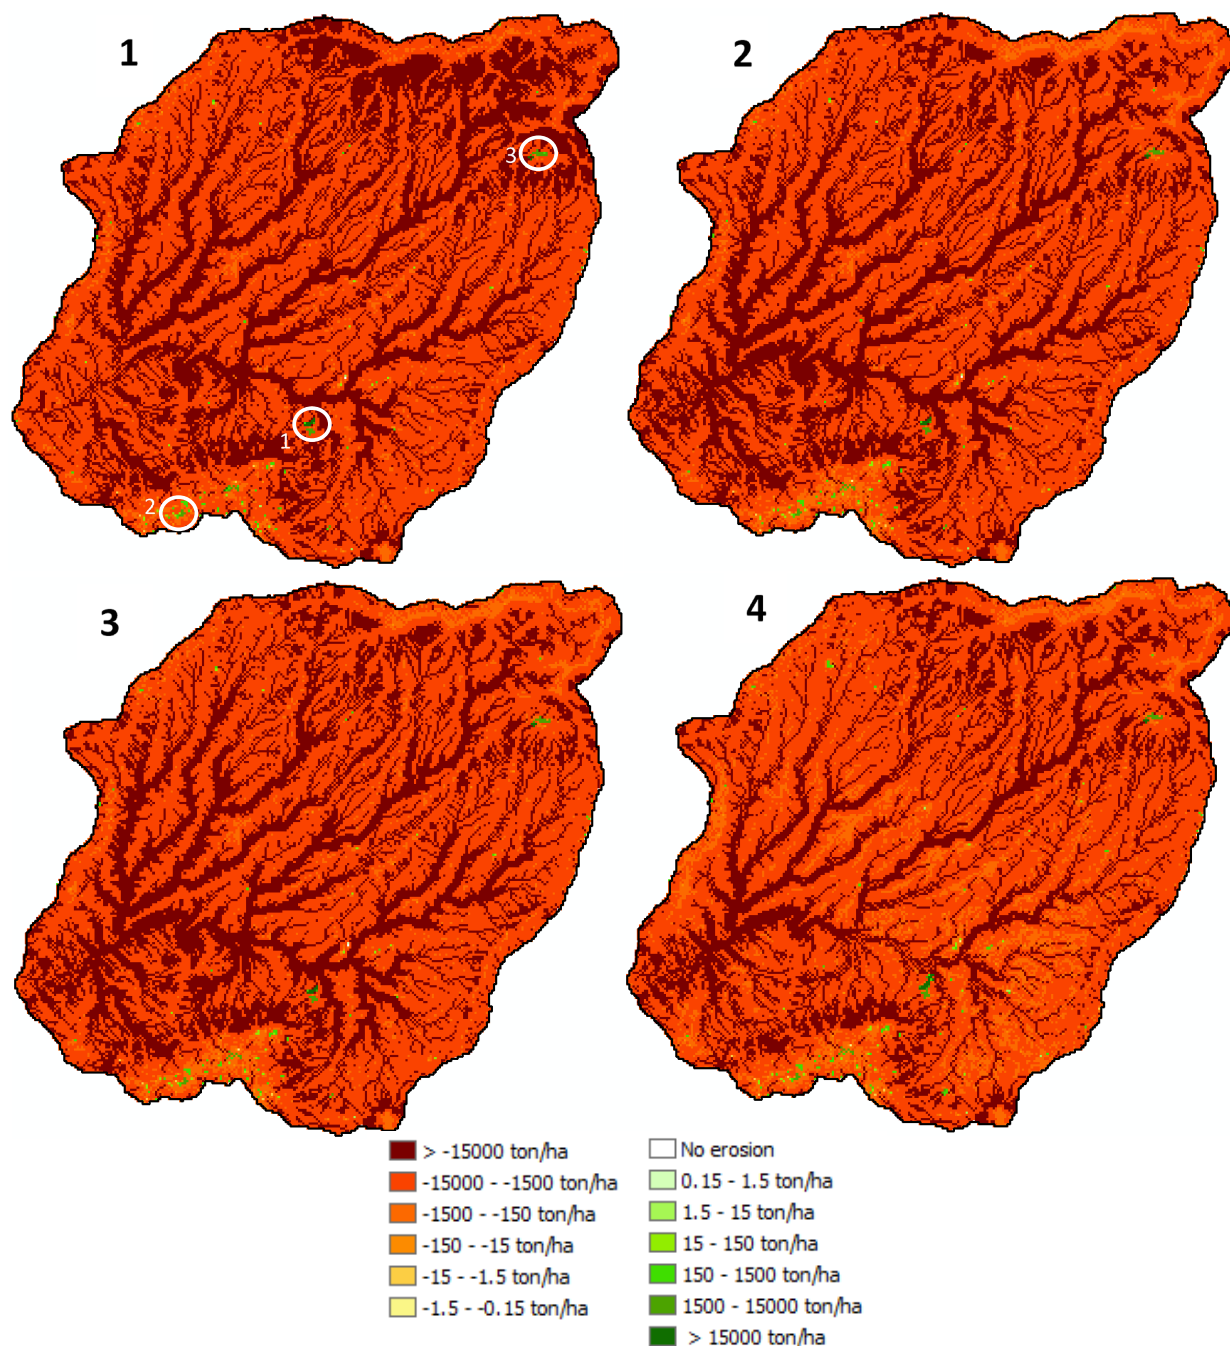 1
2
3
1
2
3
4
> -15000 ton/ha
-15000 - -1500 ton/ha
-1500 - -150 ton/ha
-150 - -15 ton/ha
-15 - -1.5 ton/ha
-1.5 - -0.15 ton/ha
No erosion
0.15 - 1.5 ton/ha
1.5 - 15 ton/ha
15 - 150 ton/ha
150 - 1500 ton/ha
1500 - 15000 ton/ha
> 15000 ton/ha